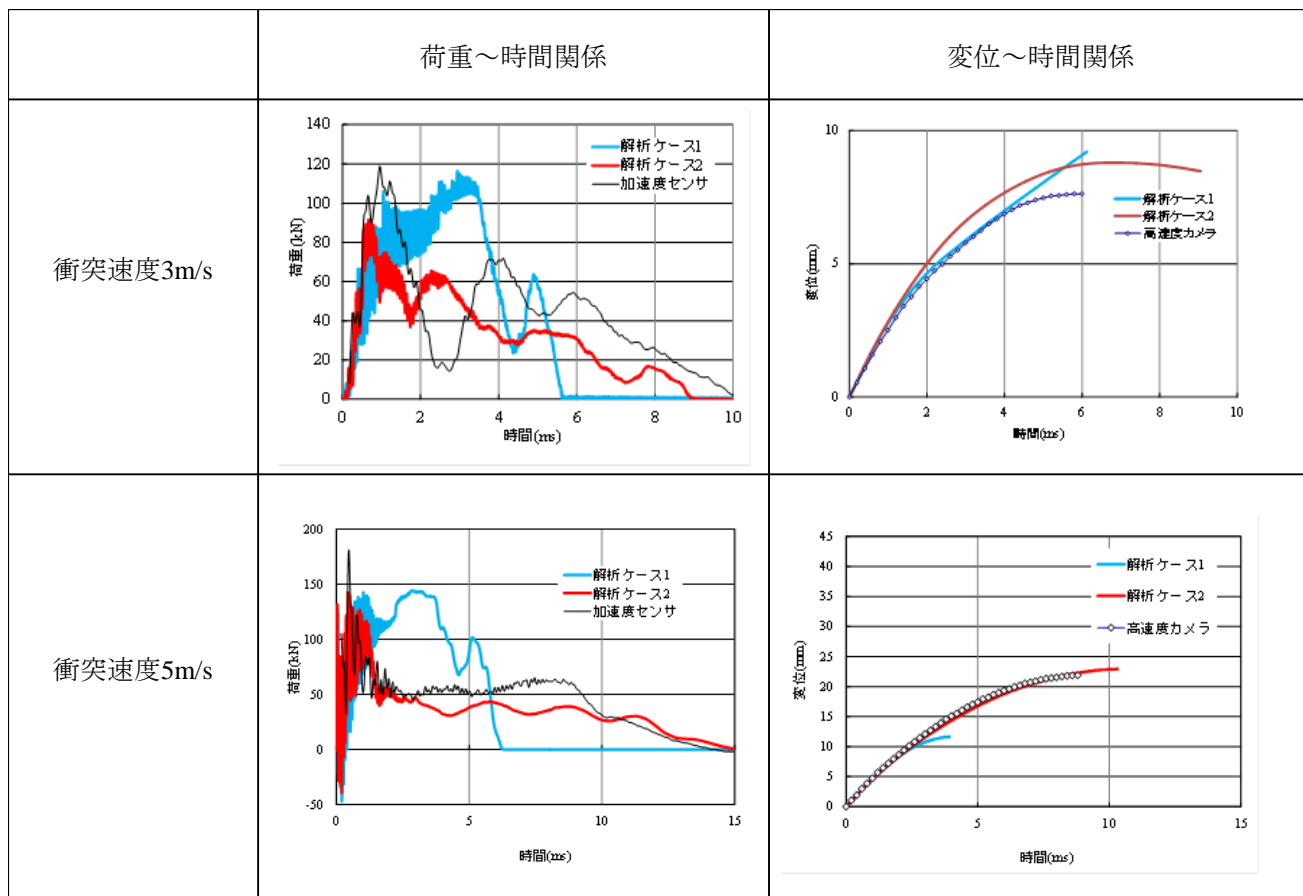 荷重～時間関係
変位～時間関係
衝突速度3m/s
140
120
100
80
60
40
20
0
荷重(kN)
解析ケース1
解析ケース2
加速度センサ
0
2
4
6
8
10
時間(ms)
10
5
0
変位(mm)
解析ケース1
解析ケース2
高速度カメラ
0
2
4
6
8
10
時間(ms)
衝突速度5m/s
200
150
100
50
0
-50
荷重(kN)
解析ケース1
解析ケース2
加速度センサ
0
5
10
15
時間(ms)
45
40
35
30
25
20
15
10
5
0
変位(mm)
解析ケース1
解析ケース2
高速度カメラ
0
5
10
15
時間(ms)